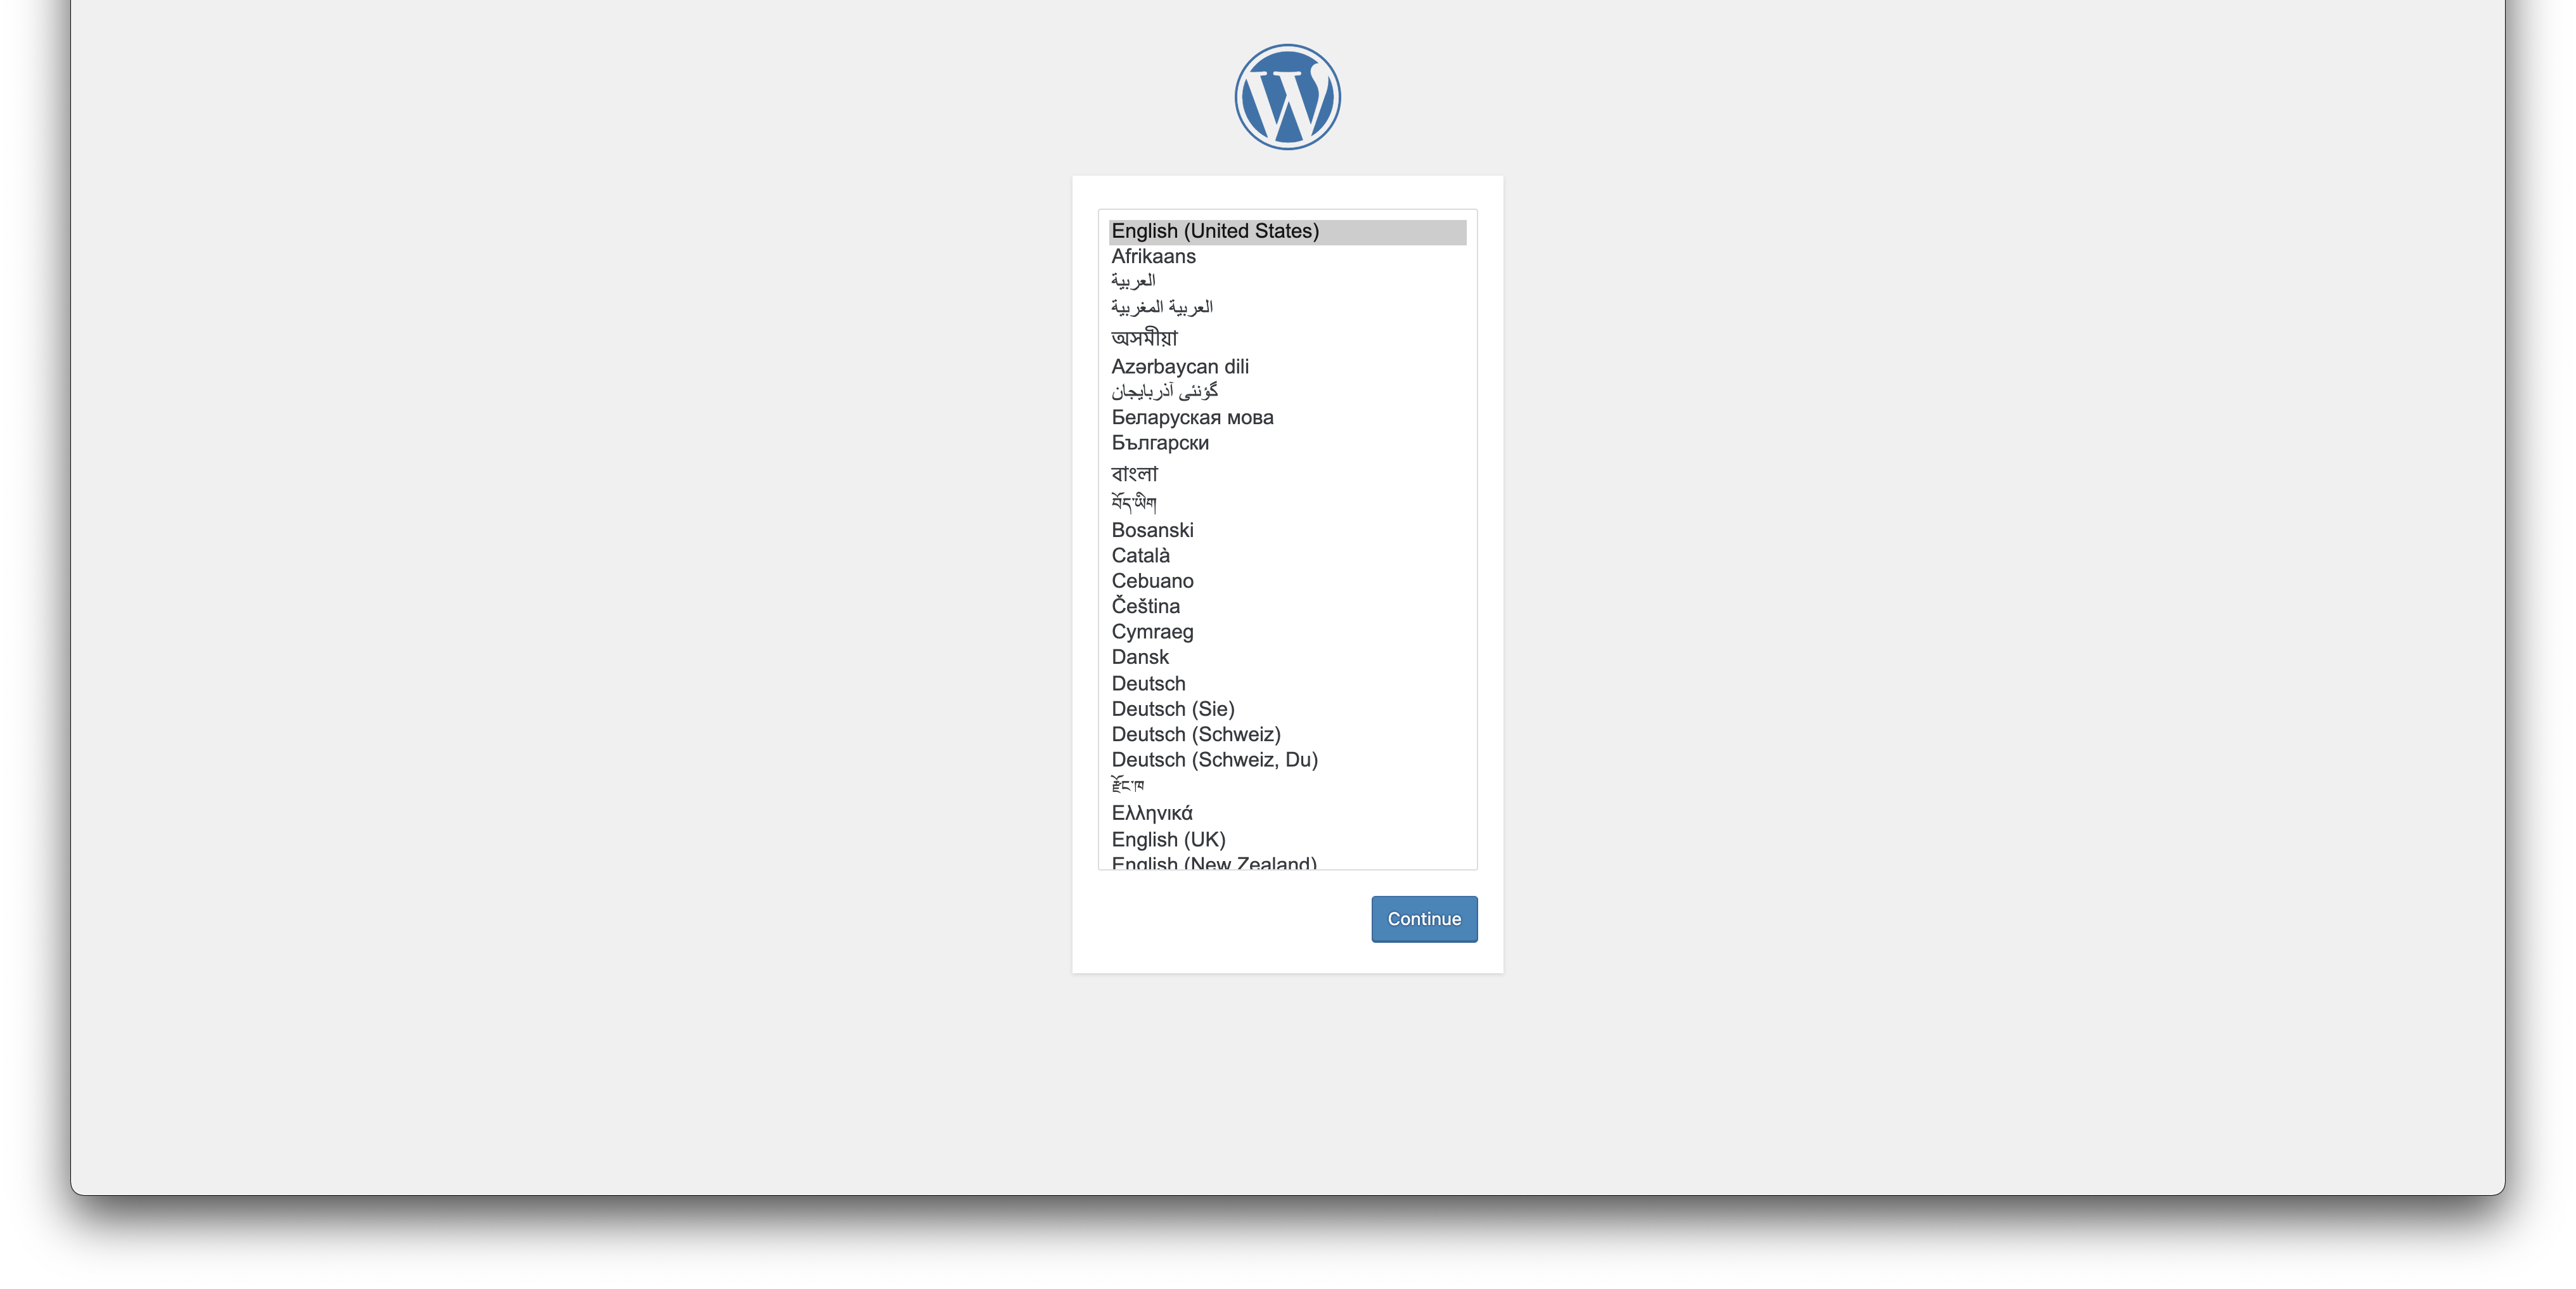 English (United States)
Afrikaans
العربية
العربية المغربية
অসমীয়া
Azərbaycan dili
گؤنئی آذربایجان
Беларуская мова
Български
বাংলা
བོད་ཡིག
Bosanski
Català
Cebuano
Čeština
Cymraeg
Dansk
Deutsch
Deutsch (Sie)
Deutsch (Schweiz)
Deutsch (Schweiz, Du)
རྫོང་ཁ
Ελληνικά
English (UK)
English (New Zealand)
Continue